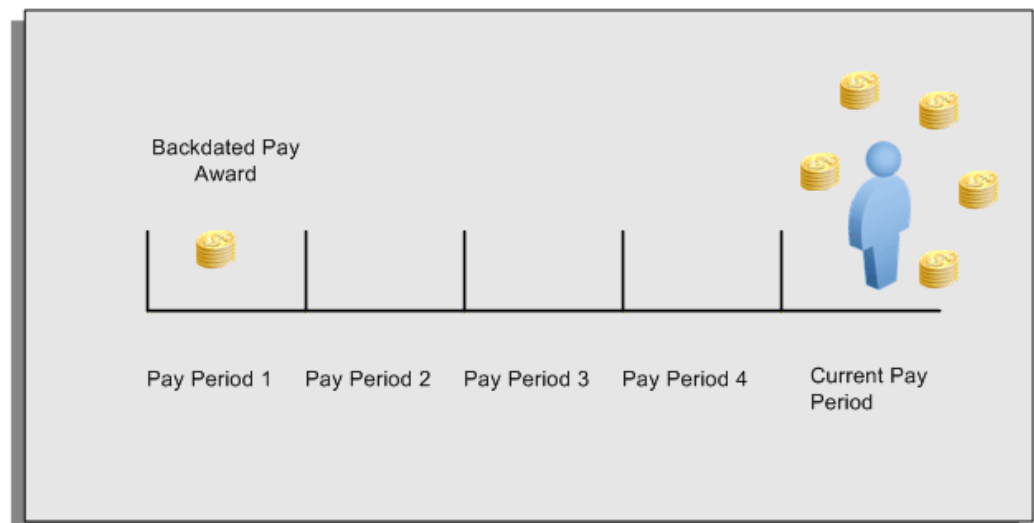 Backdated Pay
Award
Pay Period 1
Pay Period 2
Pay Period 3
Pay Period 4
Current Pay
Period